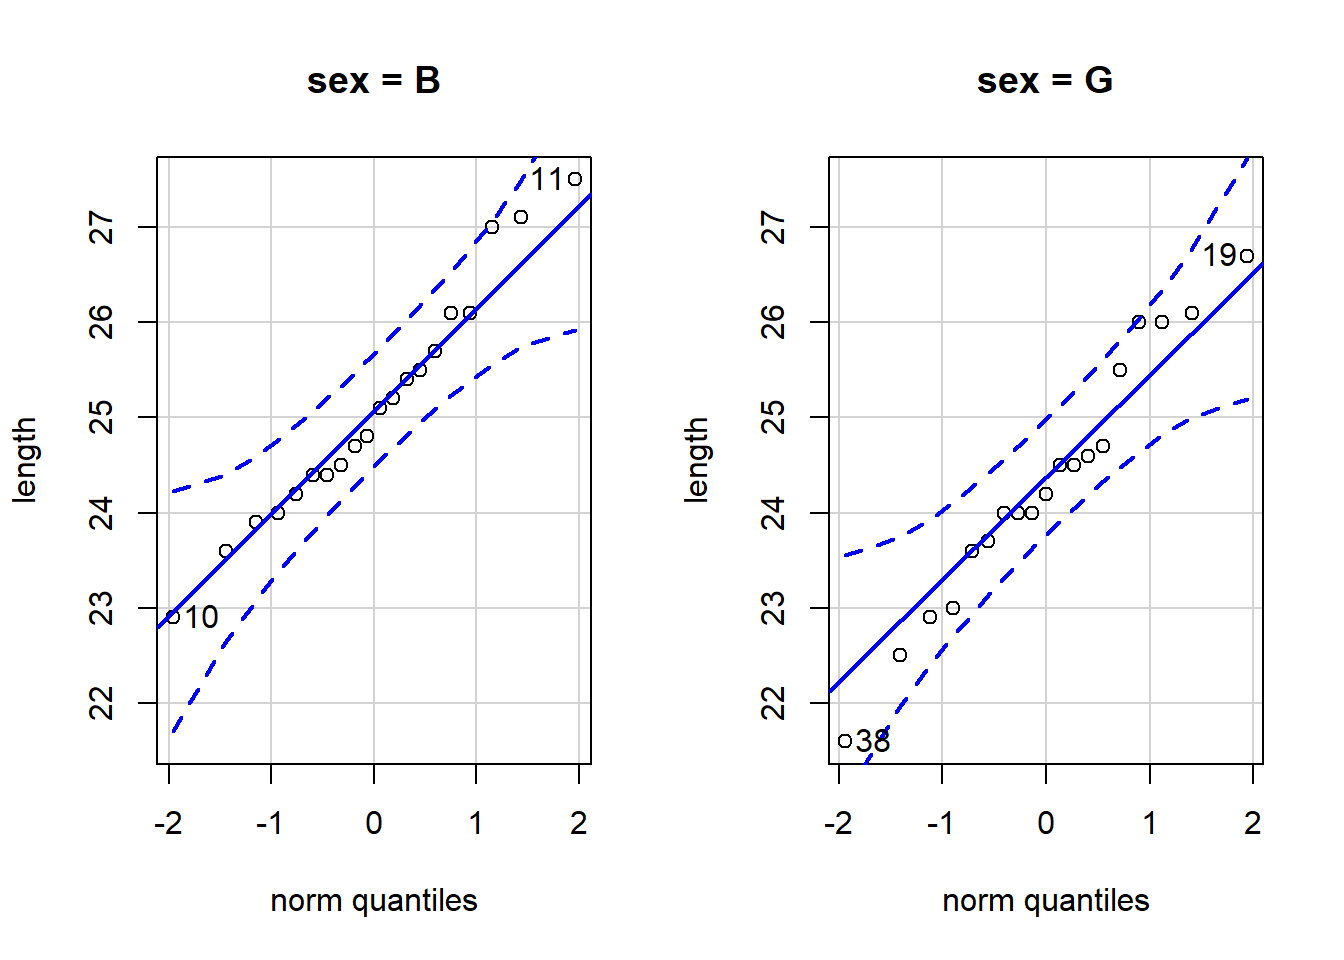 sex = B
length
27
26
25
24
23
22
11
10
-2 -1 0 1 2
norm quantiles
sex = G
length
27
26
25
24
23
22
19
38
-2 -1 0 1 2
norm quantiles